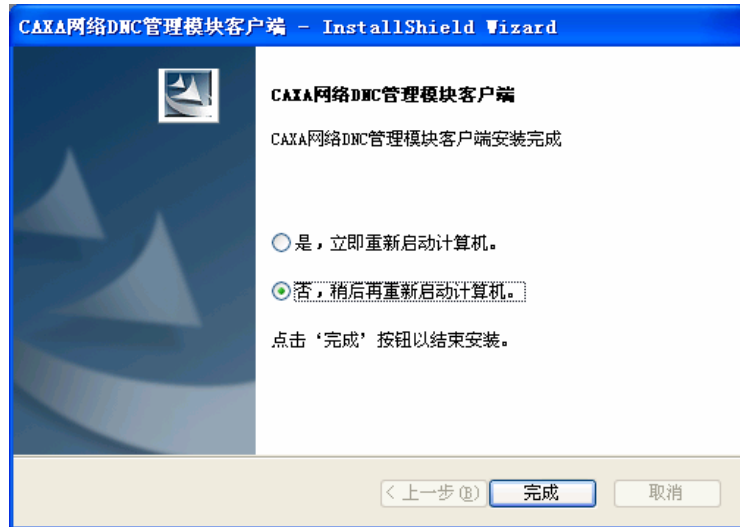 CAXA网络DNC管理模块客户端 - InstallShield Wizard
CAXA网络DNC管理模块客户端
CAXA网络DNC管理模块客户端安装完成
是，立即重新启动计算机。
否，稍后再重新启动计算机。
点击‘完成’按钮以结束安装。
< 上一步(B) 完成 取消